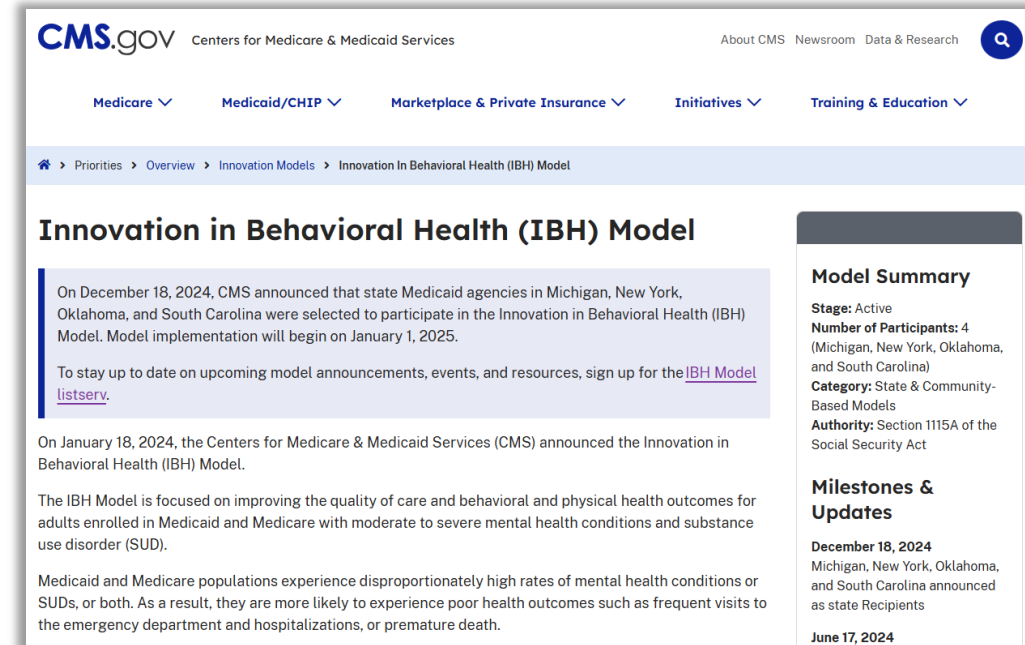 CMS.gov Centers for Medicare & Medicaid Services
About CMS Newsroom Data & Research
Medicare Medicaid/CHIP Marketplace & Private Insurance Initiatives Training & Education
Priorities Overview Innovation Models Innovation In Behavioral Health (IBH) Model
Innovation in Behavioral Health (IBH) Model
On December 18, 2024, CMS announced that state Medicaid agencies in Michigan, New York,
Oklahoma, and South Carolina were selected to participate in the Innovation in Behavioral Health (IBH)
Model. Model implementation will begin on January 1, 2025.
To stay up to date on upcoming model announcements, events, and resources, sign up for the IBH Model
listserv.
On January 18, 2024, the Centers for Medicare & Medicaid Services (CMS) announced the Innovation in
Behavioral Health (IBH) Model.
The IBH Model is focused on improving the quality of care and behavioral and physical health outcomes for
adults enrolled in Medicaid and Medicare with moderate to severe mental health conditions and substance
use disorder (SUD).
Medicaid and Medicare populations experience disproportionately high rates of mental health conditions or
SUDs, or both. As a result, they are more likely to experience poor health outcomes such as frequent visits to
the emergency department and hospitalizations, or premature death.
Model Summary
Stage: Active
Number of Participants: 4
(Michigan, New York, Oklahoma,
and South Carolina)
Category: State & Community-
Based Models
Authority: Section 1115A of the
Social Security Act
Milestones &
Updates
December 18, 2024
Michigan, New York, Oklahoma,
and South Carolina announced
as state Recipients
June 17, 2024